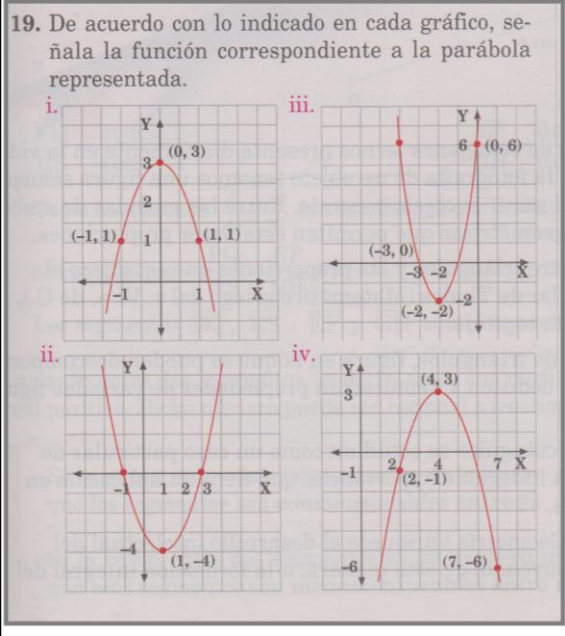 19. De acuerdo con lo indicado en cada gráfico, se-
ñala la función correspondiente a la parábola
representada.
i.
Y
3
(0, 3)
2
(-1, 1)
1
(1, 1)
-1
1
X
iii.
Y
6
(0, 6)
(-3, 0)
-3
-2
X
-2
(-2, -2)
ii.
Y
-1
1
2
3
X
-4
(1, -4)
iv.
Y
3
(4, 3)
2
4
7
X
-1
(2, -1)
-6
(7, -6)